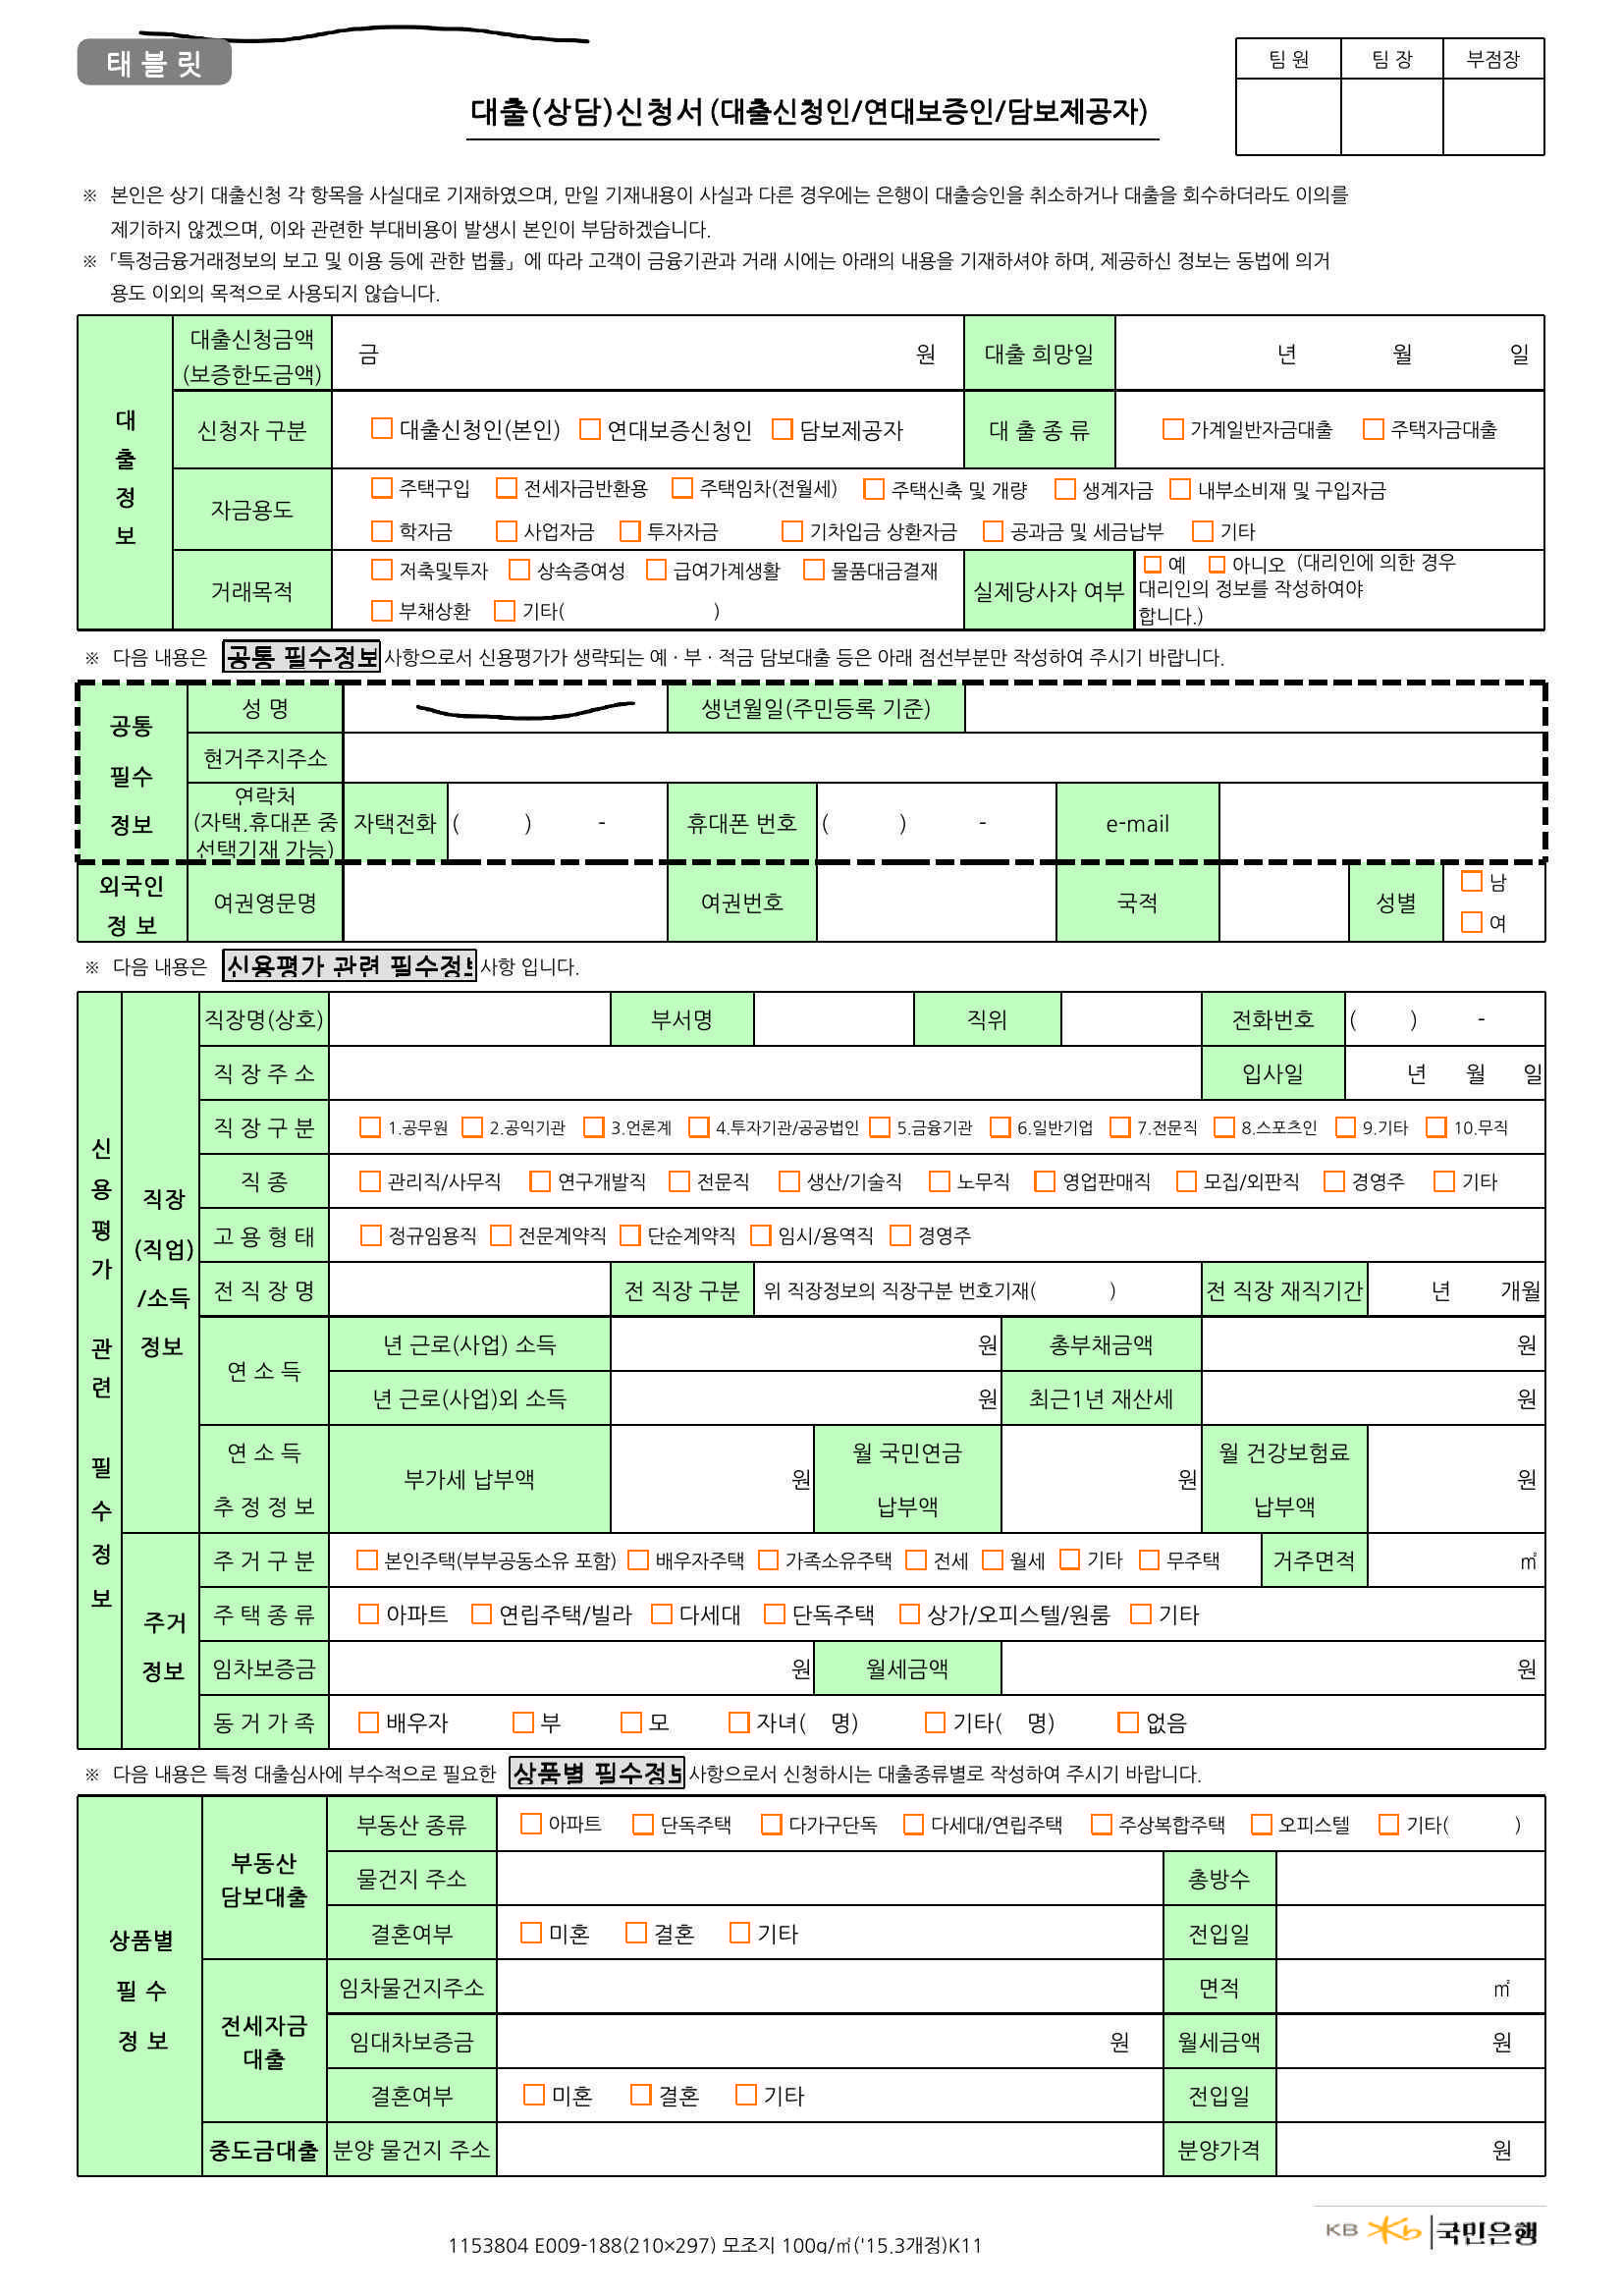 태블릿
팀 원 팀 장 부점장
대출(상담)신청서(대출신청인/연대보증인/담보제공자)
※ 본인은 상기 대출신청 각 항목을 사실대로 기재하였으며, 만일 기재내용이 사실과 다른 경우에는 은행이 대출승인을 취소하거나 대출을 회수하더라도 이의를
제기하지 않겠으며, 이와 관련한 부대비용이 발생시 본인이 부담하겠습니다.
※ 「특정금융거래정보의 보고 및 이용 등에 관한 법률」에 따라 고객이 금융기관과 거래 시에는 아래의 내용을 기재하셔야 하며, 제공하신 정보는 동법에 의거
용도 이외의 목적으로 사용되지 않습니다.
대출정보
대출신청금액
(보증한도금액)
금 원 대출 희망일 년 월 일
신청자 구분 대출신청인(본인) 연대보증신청인 담보제공자 대 출 종 류 가계일반자금대출 주택자금대출
자금용도
주택구입 전세자금반환용 주택임차(전월세) 주택신축 및 개량 생계자금 내부소비재 및 구입자금
학자금 사업자금 투자자금 기차입금 상환자금 공과금 및 세금납부 기타
거래목적
저축및투자 상속증여성 급여가계생활 물품대금결재
부채상환 기타( )
실제당사자 여부
예 아니오 (대리인에 의한 경우
대리인의 정보를 작성하여야
합니다.)
※ 다음 내용은 공통 필수정보 사항으로서 신용평가가 생략되는 예 · 부 · 적금 담보대출 등은 아래 점선부분만 작성하여 주시기 바랍니다.
공통
필수
정보
성 명 생년월일(주민등록 기준)
현거주지주소
연락처
(자택,휴대폰 중
선택기재 가능)
자택전화 ( ) - 휴대폰 번호 ( ) - e-mail
외국인
정 보
여권영문명 여권번호 국적 성별
남
여
※ 다음 내용은 신용평가 관련 필수정보 사항 입니다.
신용평가 관련 필수정보
직장
(직업)
/소득
정보
직장명(상호) 부서명 직위 전화번호 ( ) -
직 장 주 소 입사일 년 월 일
직 장 구 분 1.공무원 2.공익기관 3.언론계 4.투자기관/공공법인 5.금융기관 6.일반기업 7.전문직 8.스포츠인 9.기타 10.무직
직 종 관리직/사무직 연구개발직 전문직 생산/기술직 노무직 영업판매직 모집/외판직 경영주 기타
고 용 형 태 정규임용직 전문계약직 단순계약직 임시/용역직 경영주
전 직 장 명 전 직장 구분 위 직장정보의 직장구분 번호기재( ) 전 직장 재직기간 년 개월
연 소 득
년 근로(사업) 소득 원 총부채금액 원
년 근로(사업)외 소득 원 최근1년 재산세 원
연 소 득
추 정 정 보
부가세 납부액 원
월 국민연금
납부액
원
월 건강보험료
납부액
원
주거
정보
주 거 구 분 본인주택(부부공동소유 포함) 배우자주택 가족소유주택 전세 월세 기타 무주택 거주면적 ㎡
주 택 종 류 아파트 연립주택/빌라 다세대 단독주택 상가/오피스텔/원룸 기타
임차보증금 원 월세금액 원
동 거 가 족 배우자 부 모 자녀( 명) 기타( 명) 없음
※ 다음 내용은 특정 대출심사에 부수적으로 필요한 상품별 필수정보 사항으로서 신청하시는 대출종류별로 작성하여 주시기 바랍니다.
상품별
필 수
정 보
부동산
담보대출
부동산 종류 아파트 단독주택 다가구단독 다세대/연립주택 주상복합주택 오피스텔 기타( )
물건지 주소 총방수
결혼여부 미혼 결혼 기타 전입일
전세자금
대출
임차물건지주소 면적 ㎡
임대차보증금 원 월세금액 원
결혼여부 미혼 결혼 기타 전입일
중도금대출 분양 물건지 주소 분양가격 원
1153804 E009-188(210×297) 모조지 100g/㎡('15.3개정)K11
KB 국민은행